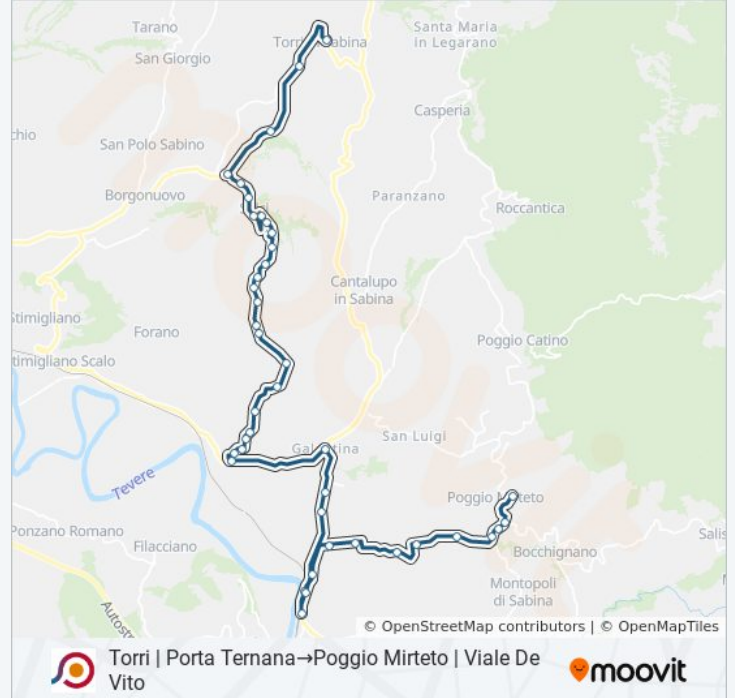 Tarano
Santa Maria
in Legarano
Torri Sabina
San Giorgio
Casperia
San Polo Sabino
Borgonuovo
Paranzano
Roccantica
Cantalupo
in Sabina
Stimigliano
Forano
Poggio Catino
Stimigliano Scalo
San Luigi
Tevere
Poggio Mirteto
Ponzano Romano
Filacciano
Bocchignano
Montopoli
di Sabina
© OpenStreetMap contributors | © OpenMapTiles
Torri | Porta Ternana→Poggio Mirteto | Viale De
Vito
moovit